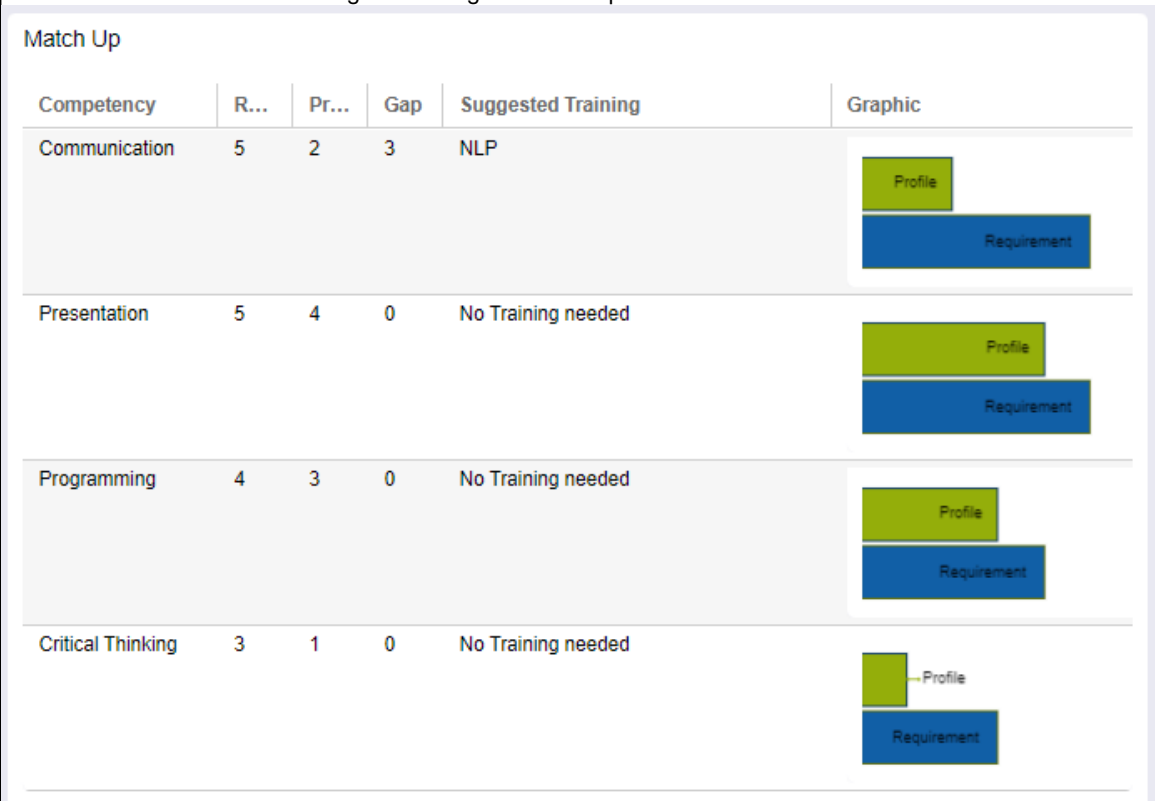 Match Up
Competency R... Pr... Gap Suggested Training Graphic
Communication 5 2 3 NLP
Profile
Requirement
Presentation 5 4 0 No Training needed
Profile
Requirement
Programming 4 3 0 No Training needed
Profile
Requirement
Critical Thinking 3 1 0 No Training needed
Profile
Requirement